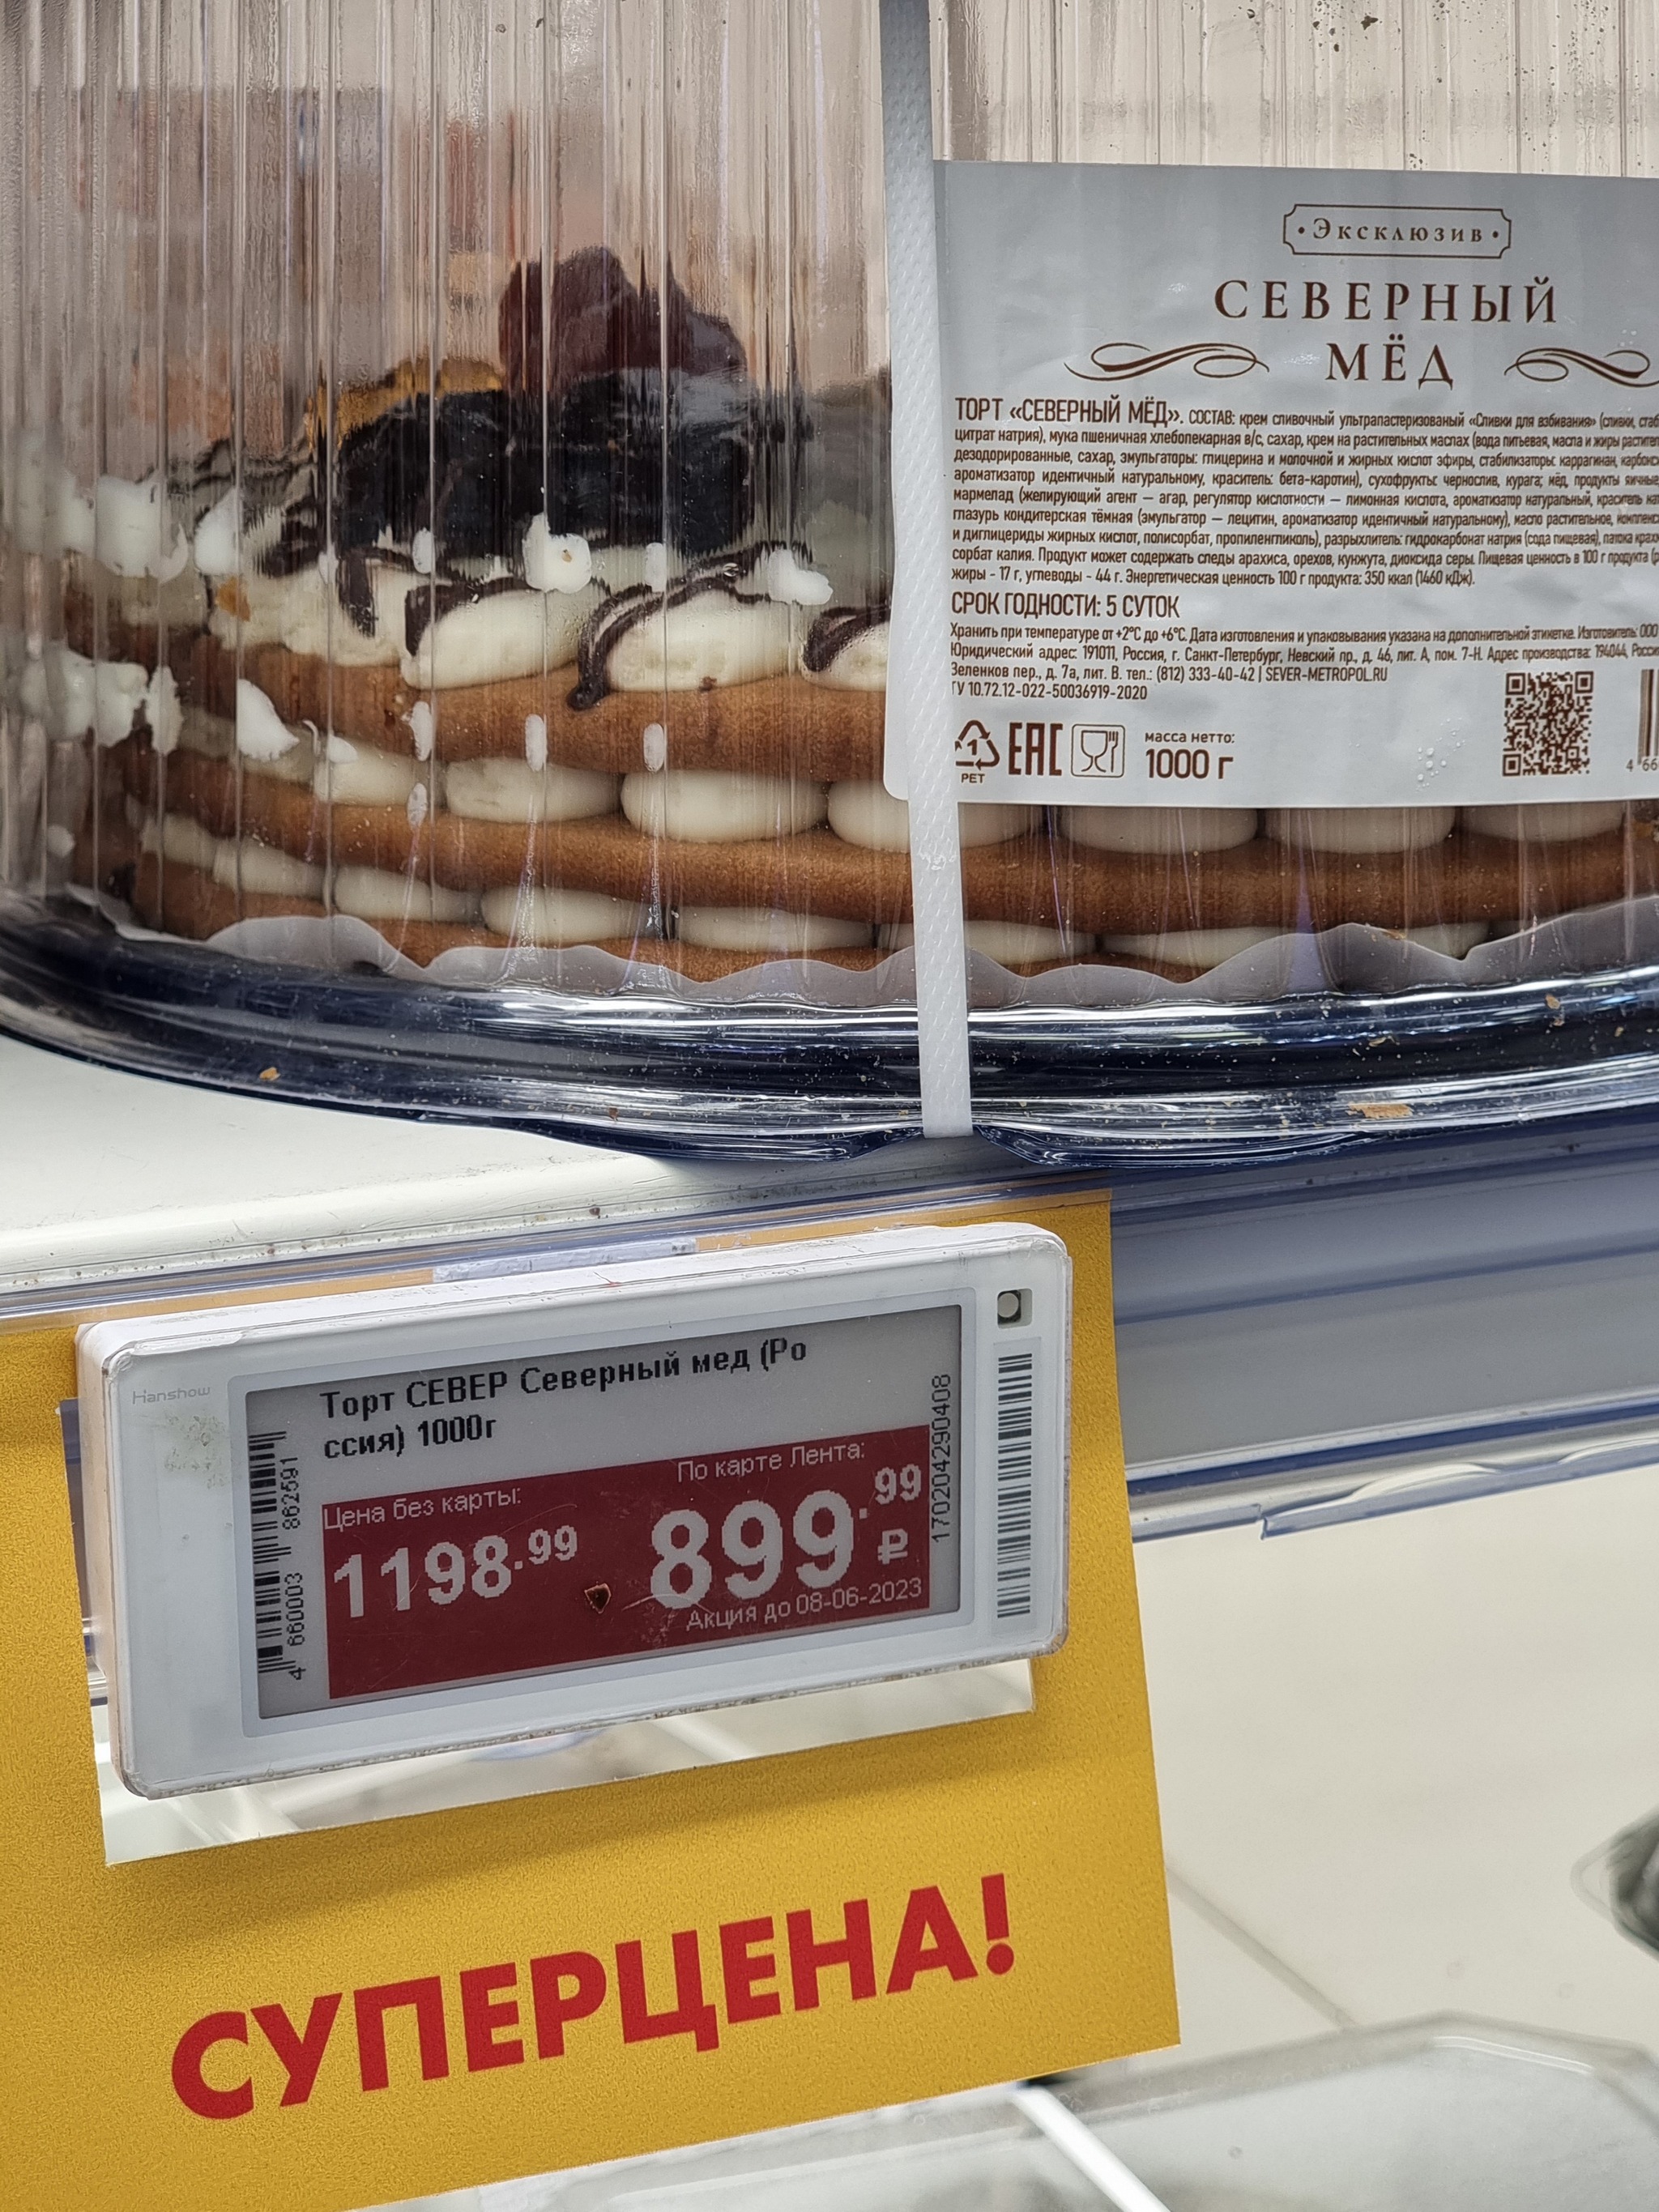 • Эксклюзив •
СЕВЕРНЫЙ
МЁД
ТОРТ «СЕВЕРНЫЙ МЁД». СОСТАВ: крем сливочный ультрапастеризованый «Сливки для взбивания» (сливки,
цитрат натрия), мука пшеничная хлебопекарная в/с, сахар, крем на растительных маслах (вода питьевая, масла и жиры
дезодорированные, сахар, эмульгаторы: глицерина и молочной и жирных кислот эфиры, стабилизаторы: каррагинан,
ароматизатор идентичный натуральному, краситель: бета-каротин), сухофрукты: чернослив, курага; мёд, продукты яичные,
мармелад (желирующий агент — агар, регулятор кислотности — лимонная кислота, ароматизатор натуральный, краситель
глазурь кондитерская тёмная (эмульгатор — лецитин, ароматизатор идентичный натуральному), масло растительное,
и диглицериды жирных кислот, полисорбат, пропиленгликоль), разрыхлитель: гидрокарбонат натрия (сода пищевая), патока
сорбат калия. Продукт может содержать следы арахиса, орехов, кунжута, диоксида серы. Пищевая ценность в 100 г продукта
жиры - 17 г, углеводы - 44 г. Энергетическая ценность 100 г продукта: 350 ккал (1460 кДж).
СРОК ГОДНОСТИ: 5 СУТОК
Хранить при температуре от +2°С до +6°С. Дата изготовления и упаковывания указана на дополнительной этикетке. Изготовитель: ООО
Юридический адрес: 191011, Россия, г. Санкт-Петербург, Невский пр., д. 46, лит. А, пом. 7-Н. Адрес производства: 194044,
Зеленков пер., д. 7а, лит. В. тел.: (812) 333-40-42 | SEVER-METROPOL.RU
ТУ 10.72.12-022-50036919-2020
1
PET
EAC
масса нетто:
1000 г
4 66
Hanshow
Торт СЕВЕР Северный мед (Ро
ссия) 1000г
Цена без карты:
1198.99
По карте Лента:
899.99 ₽
Акция до 08-06-2023
4 660003 862591
1702042904​08
СУПЕРЦЕНА!